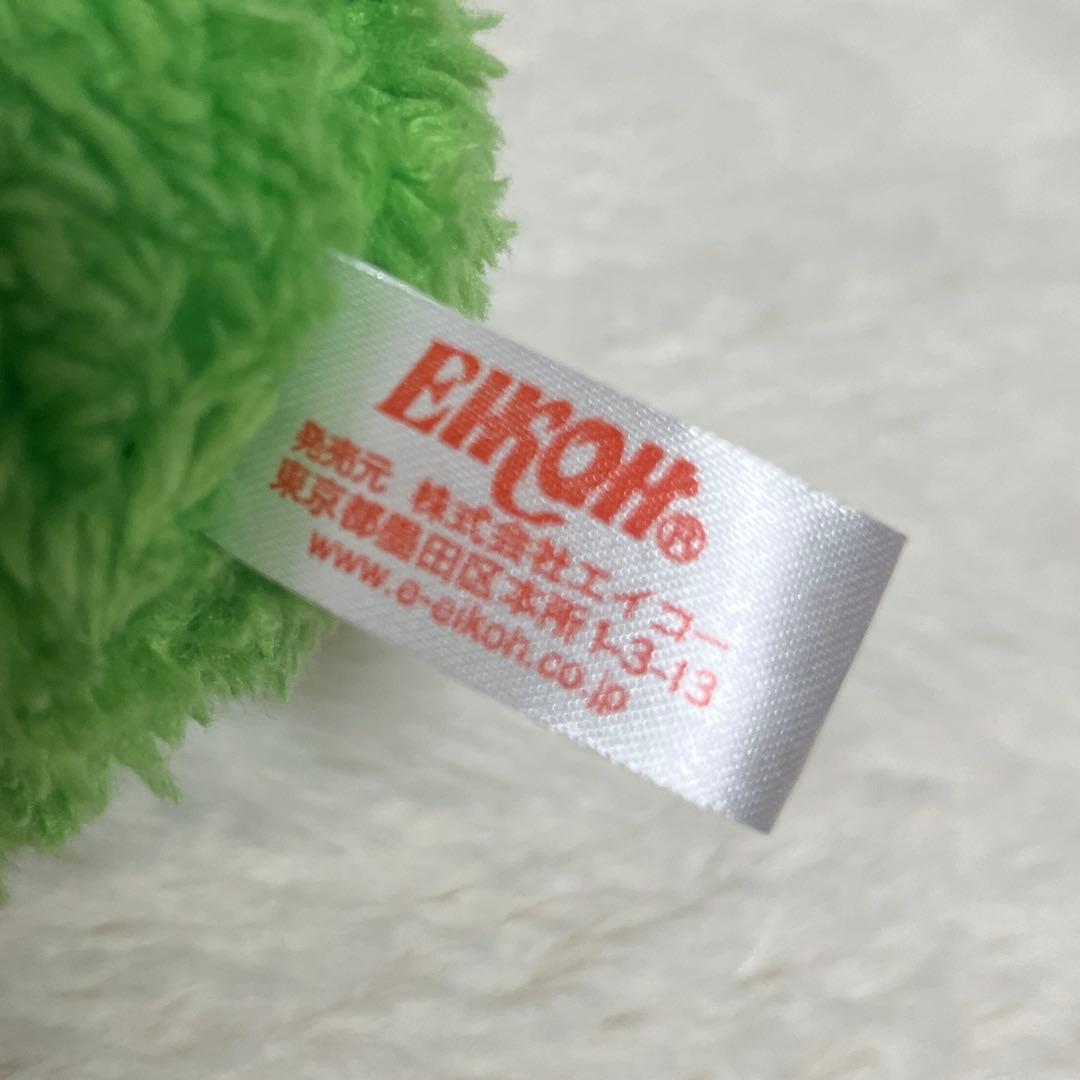 EIKOH®
発売元 株式会社エイコー
東京都墨田区本所1-3-13
www.e-eikoh.co.jp